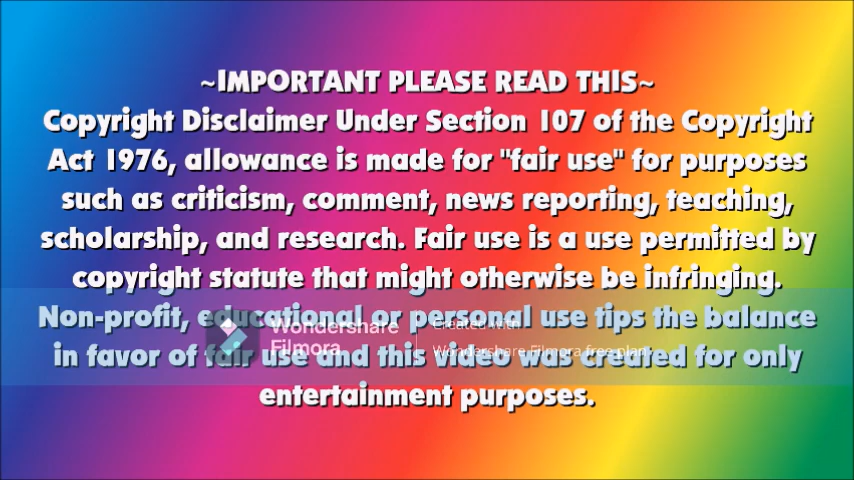 ~IMPORTANT PLEASE READ THIS~
Copyright Disclaimer Under Section 107 of the Copyright
Act 1976, allowance is made for "fair use" for purposes
such as criticism, comment, news reporting, teaching,
scholarship, and research. Fair use is a use permitted by
copyright statute that might otherwise be infringing.
Non-profit, educational or personal use tips the balance
in favor of fair use and this video was created for only
entertainment purposes.
Wondershare
Filmora
Created with
Wondershare Filmora free plan